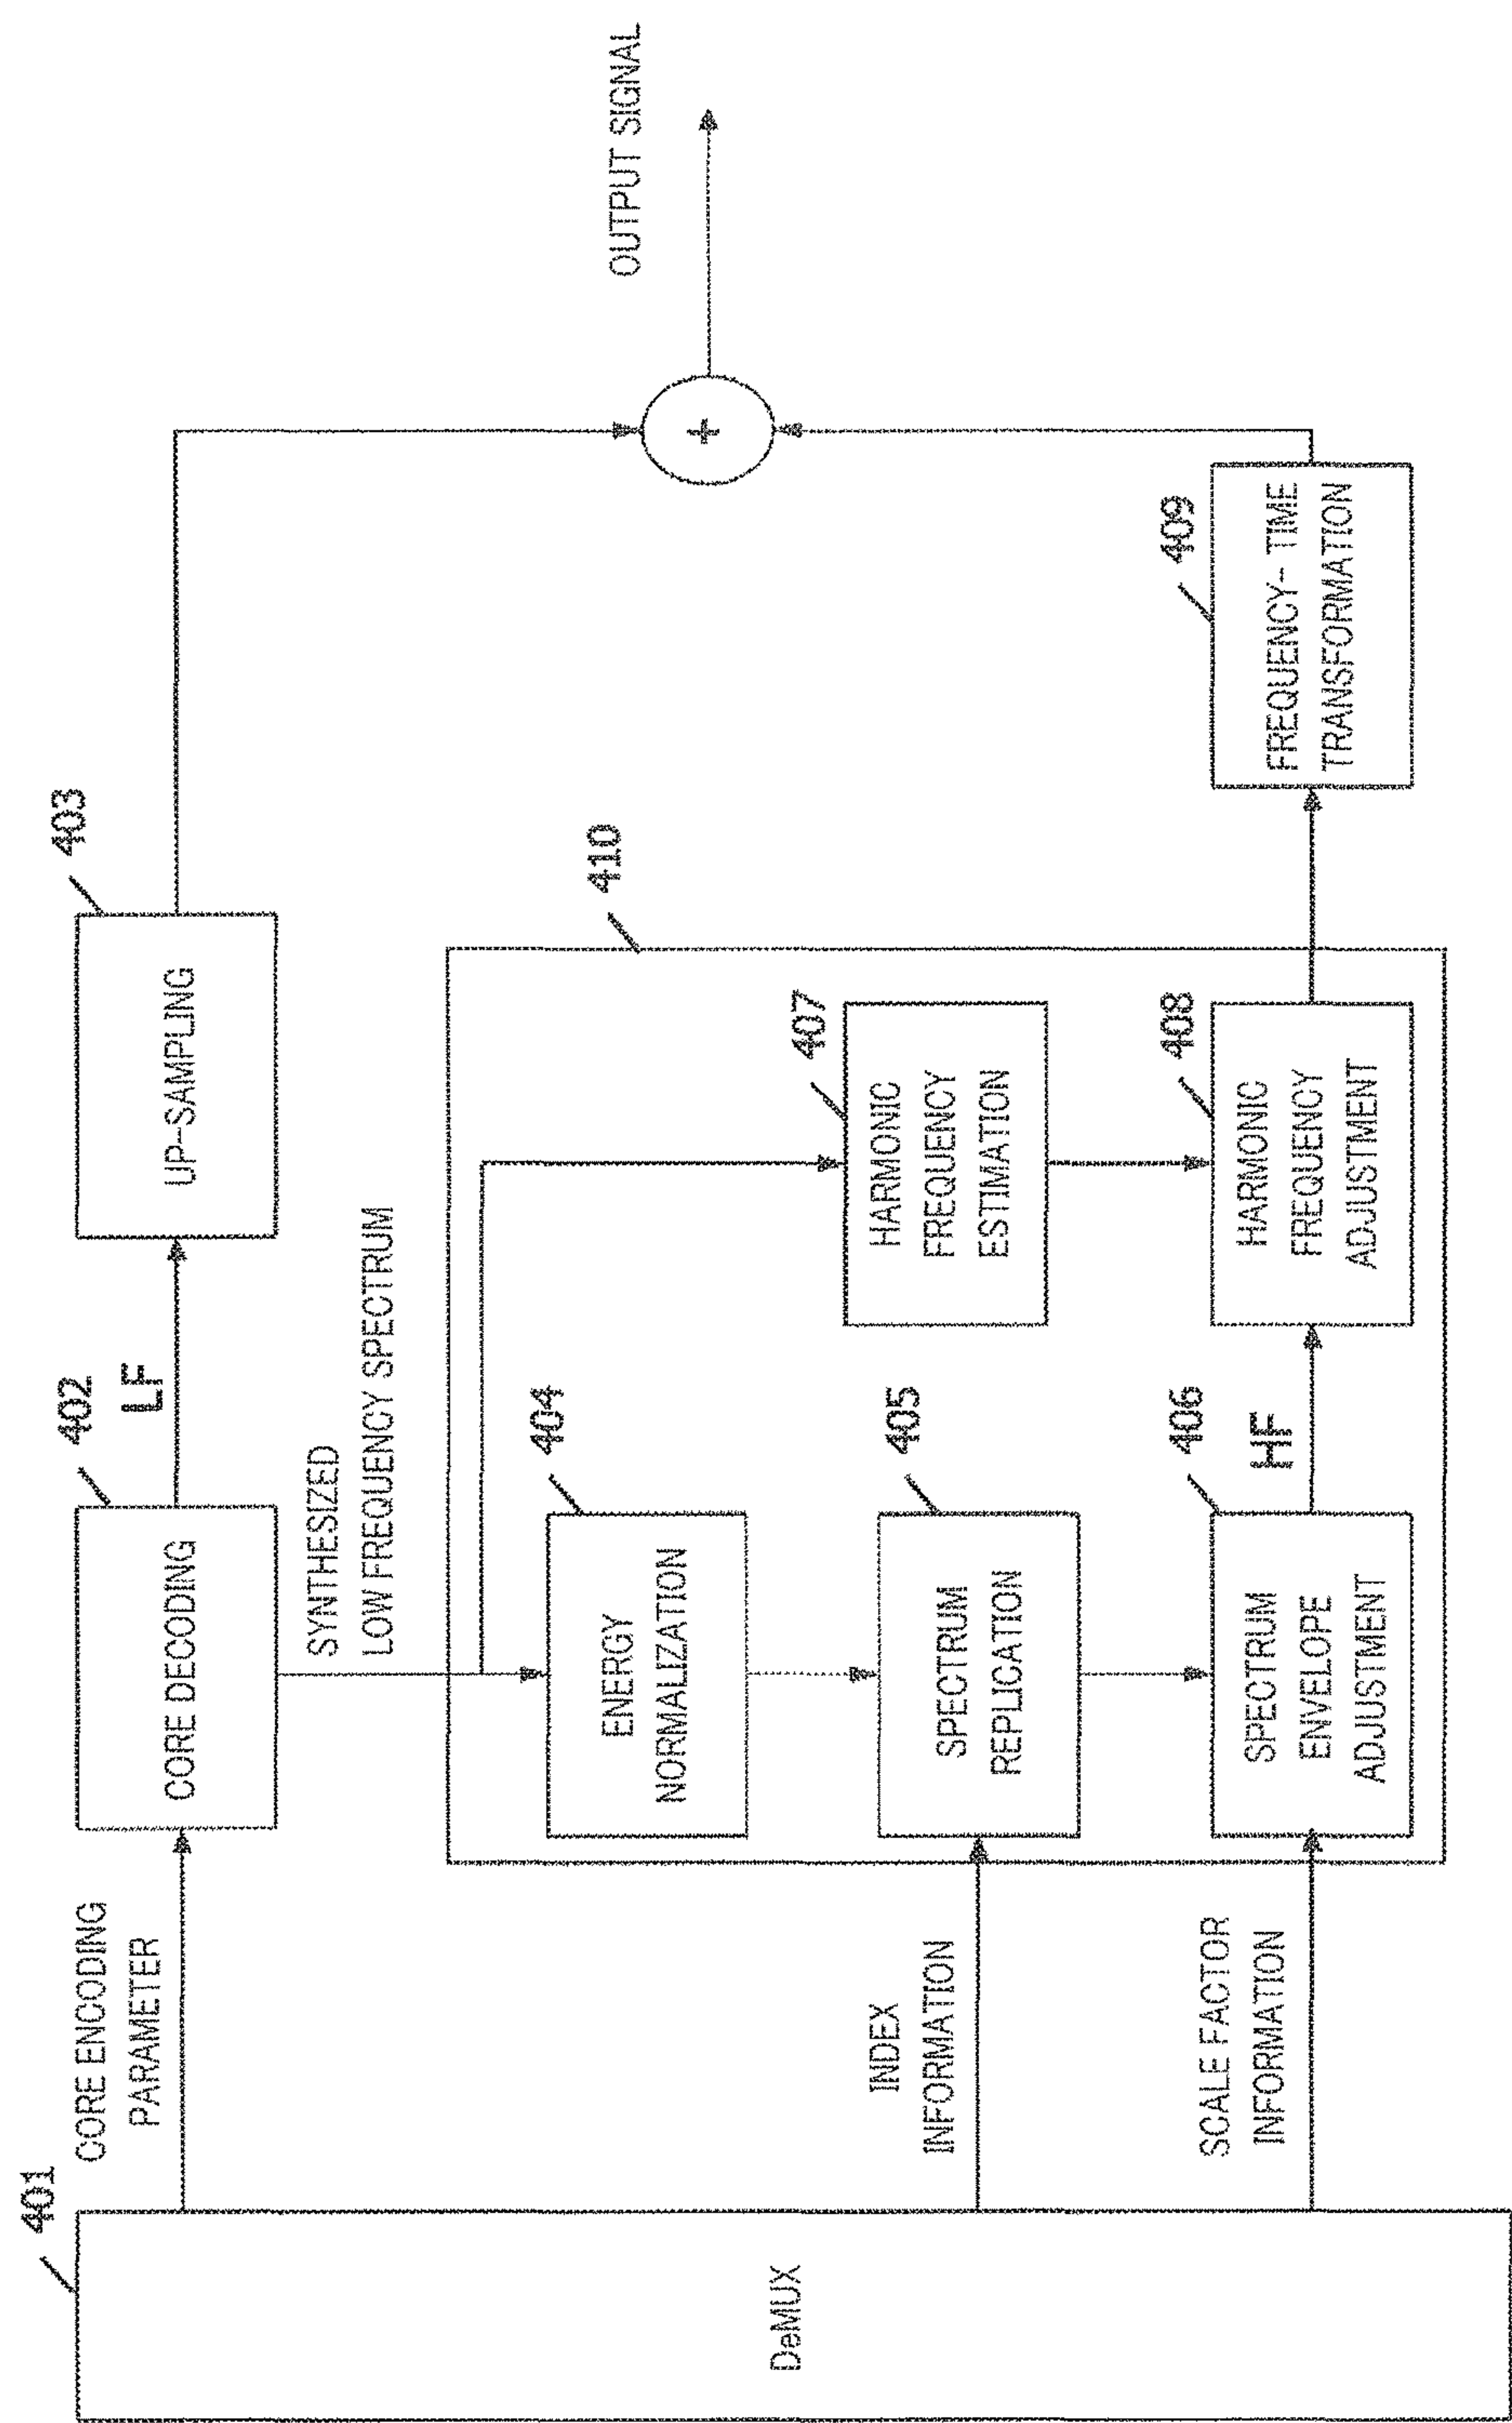 401
DeMUX
CORE ENCODING
PARAMETER
INDEX
INFORMATION
SCALE FACTOR
INFORMATION
402
CORE DECODING
LF
403
UP-SAMPLING
SYNTHESIZED
LOW FREQUENCY SPECTRUM
410
404
ENERGY
NORMALIZATION
405
SPECTRUM
REPLICATION
406
SPECTRUM
ENVELOPE
ADJUSTMENT
HF
407
HARMONIC
FREQUENCY
ESTIMATION
408
HARMONIC
FREQUENCY
ADJUSTMENT
409
FREQUENCY- TIME
TRANSFORMATION
+
OUTPUT SIGNAL